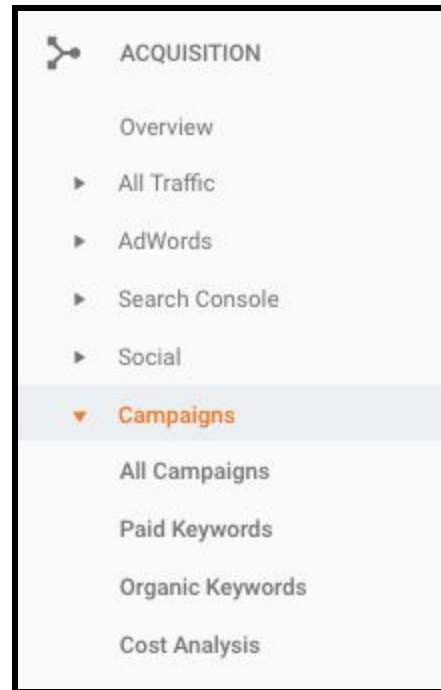 ACQUISITION
Overview
All Traffic
AdWords
Search Console
Social
Campaigns
All Campaigns
Paid Keywords
Organic Keywords
Cost Analysis